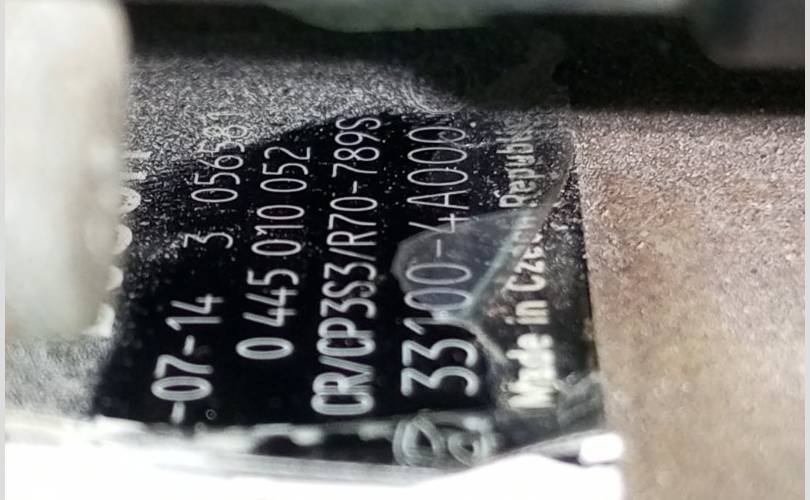 -07-14 3 056581
0 445 010 052
CR/CP3S3/R70-789S
33100-4A000
Made in Czech Republic